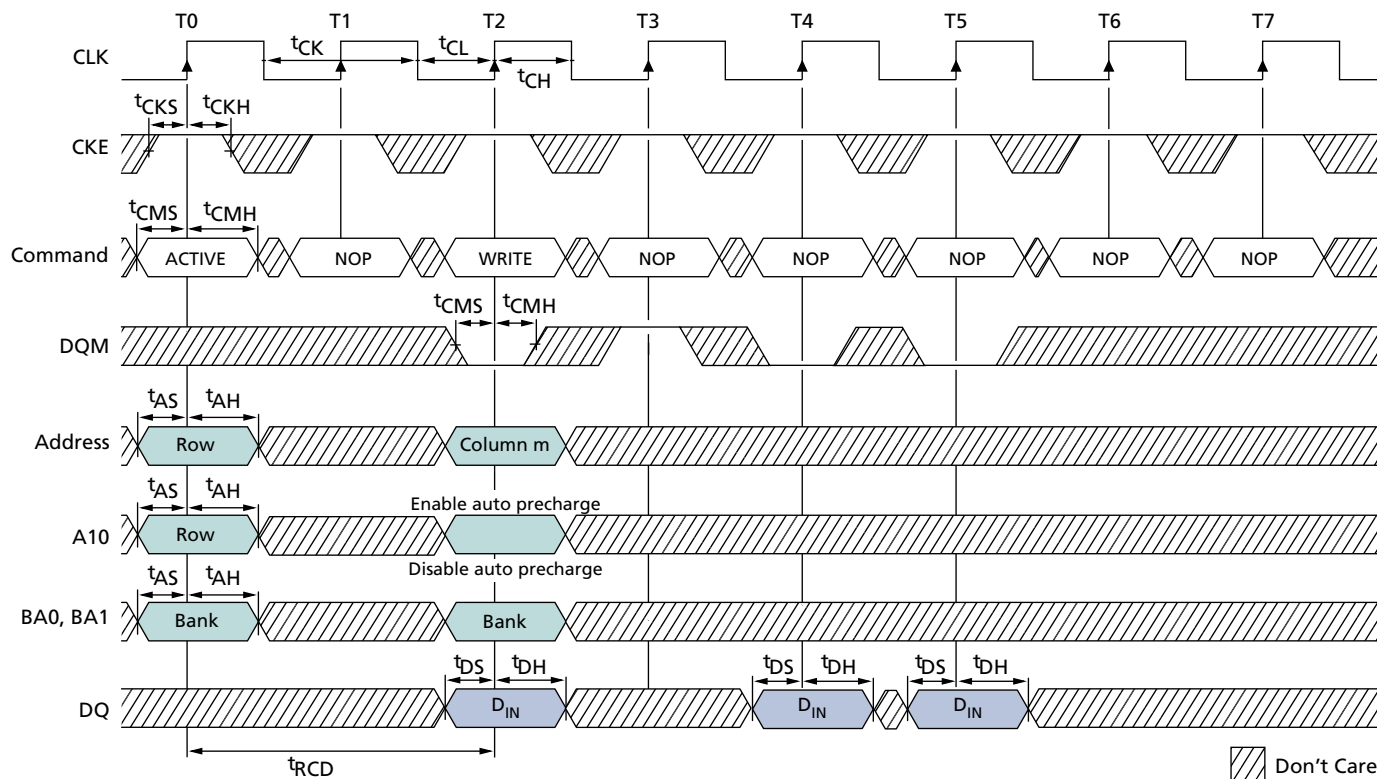 T0 T1 T2 T3 T4 T5 T6 T7
CLK
tCK
tCL
tCH
tCKS
tCKH
CKE
tCMS
tCMH
Command
ACTIVE
NOP
WRITE
NOP
NOP
NOP
NOP
NOP
tCMS
tCMH
DQM
tAS
tAH
Address
Row
Column m
tAS
tAH
Enable auto precharge
A10
Row
Disable auto precharge
tAS
tAH
BA0, BA1
Bank
Bank
tDS
tDH
tDS
tDH
tDS
tDH
DQ
DIN
DIN
DIN
tRCD
Don't Care